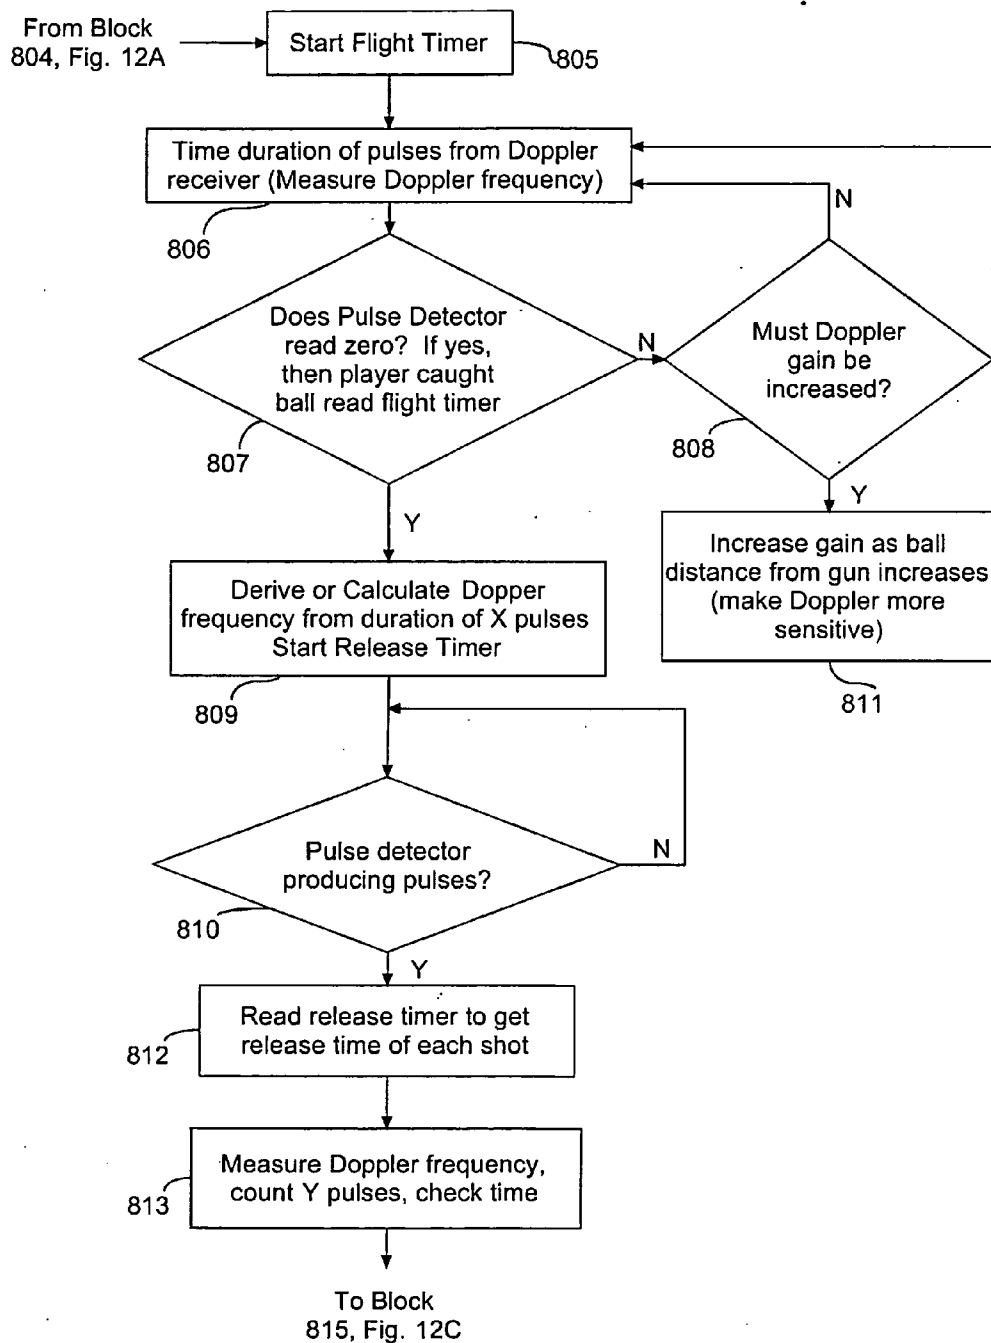 From Block
804, Fig. 12A
Start Flight Timer
805
Time duration of pulses from Doppler
receiver (Measure Doppler frequency)
806
N
Does Pulse Detector
read zero? If yes,
then player caught
ball read flight timer
807
N
Must Doppler
gain be
increased?
808
Y
Y
Increase gain as ball
distance from gun increases
(make Doppler more
sensitive)
811
Derive or Calculate Dopper
frequency from duration of X pulses
Start Release Timer
809
Pulse detector
producing pulses?
N
810
Y
Read release timer to get
release time of each shot
812
Measure Doppler frequency,
count Y pulses, check time
813
To Block
815, Fig. 12C